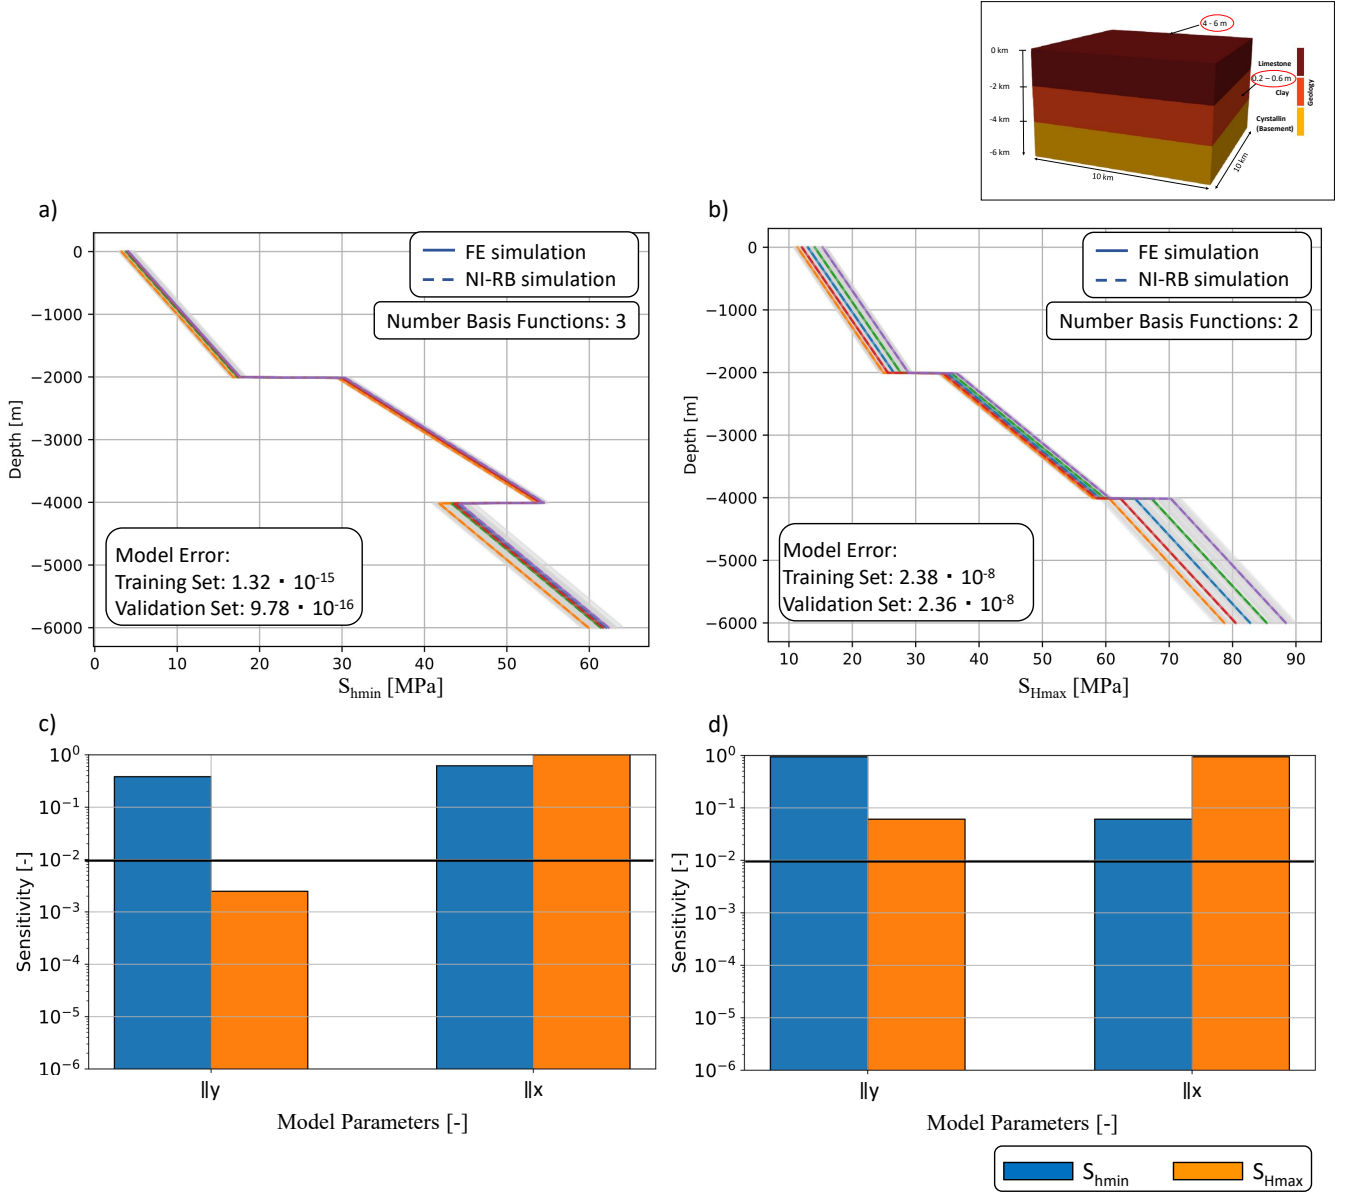 4 - 6 m
0 km
-2 km
-4 km
-6 km
Limestone
0.2 – 0.6 m
Clay
Cyrstallin
(Basement)
Geology
10 km
10 km
a)
FE simulation
NI-RB simulation
Number Basis Functions: 3
0
−1000
−2000
−3000
−4000
−5000
−6000
Depth [m]
Model Error:
Training Set: 1.32 · 10⁻¹⁵
Validation Set: 9.78 · 10⁻¹⁶
0 10 20 30 40 50 60
S_hmin [MPa]
b)
FE simulation
NI-RB simulation
Number Basis Functions: 2
0
−1000
−2000
−3000
−4000
−5000
−6000
Depth [m]
Model Error:
Training Set: 2.38 · 10⁻⁸
Validation Set: 2.36 · 10⁻⁸
10 20 30 40 50 60 70 80 90
S_Hmax [MPa]
c)
10⁰
10⁻¹
10⁻²
10⁻³
10⁻⁴
10⁻⁵
10⁻⁶
Sensitivity [-]
||y ||x
Model Parameters [-]
d)
10⁰
10⁻¹
10⁻²
10⁻³
10⁻⁴
10⁻⁵
10⁻⁶
Sensitivity [-]
||y ||x
Model Parameters [-]
S_hmin S_Hmax